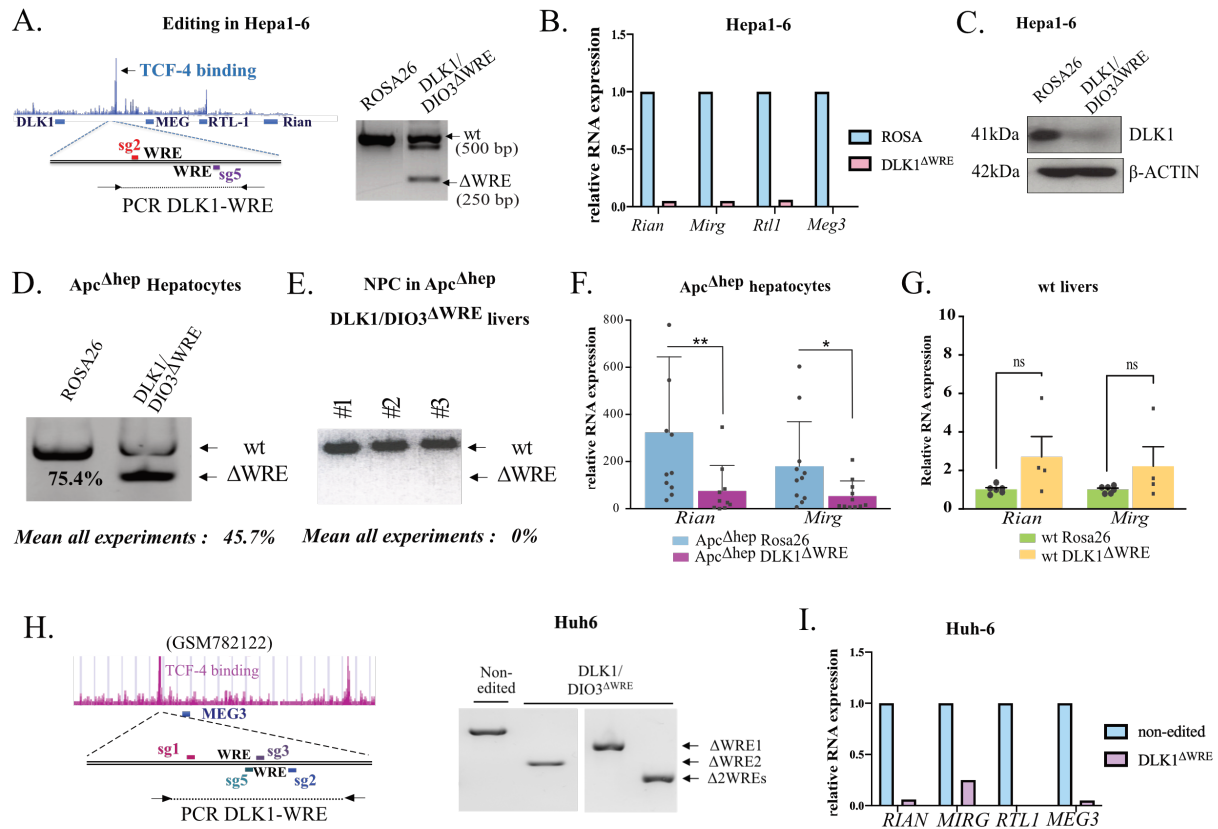 A.
Editing in Hepa1-6
TCF-4 binding
DLK1 MEG RTL-1 Rian
sg2 WRE
WRE sg5
PCR DLK1-WRE
ROSA26
DLK1/
DIO3ΔWRE
wt
(500 bp)
ΔWRE
(250 bp)
B.
Hepa1-6
relative RNA expression
1.5
1.0
0.5
0.0
Rian Mirg Rtl1 Meg3
ROSA
DLK1ΔWRE
C.
Hepa1-6
ROSA26
DLK1/
DIO3ΔWRE
41kDa DLK1
42kDa β-ACTIN
D.
ApcΔhep Hepatocytes
ROSA26
DLK1/
DIO3ΔWRE
wt
75.4% ΔWRE
Mean all experiments : 45.7%
E.
NPC in ApcΔhep
DLK1/DIO3ΔWRE livers
#1 #2 #3
wt
ΔWRE
Mean all experiments : 0%
F.
ApcΔhep hepatocytes
relative RNA expression
800
600
400
200
0
** *
Rian Mirg
ApcΔhep Rosa26
ApcΔhep DLK1ΔWRE
G.
wt livers
Relative RNA expression
10
8
6
4
2
0
ns ns
Rian Mirg
wt Rosa26
wt DLK1ΔWRE
H.
(GSM782122)
TCF-4 binding
MEG3
sg1 WRE sg3
sg5 WRE sg2
PCR DLK1-WRE
Huh6
Non-
edited
DLK1/
DIO3ΔWRE
ΔWRE1
ΔWRE2
Δ2WREs
I.
Huh-6
relative RNA expression
1.5
1.0
0.5
0.0
RIAN MIRG RTL1 MEG3
non-edited
DLK1ΔWRE